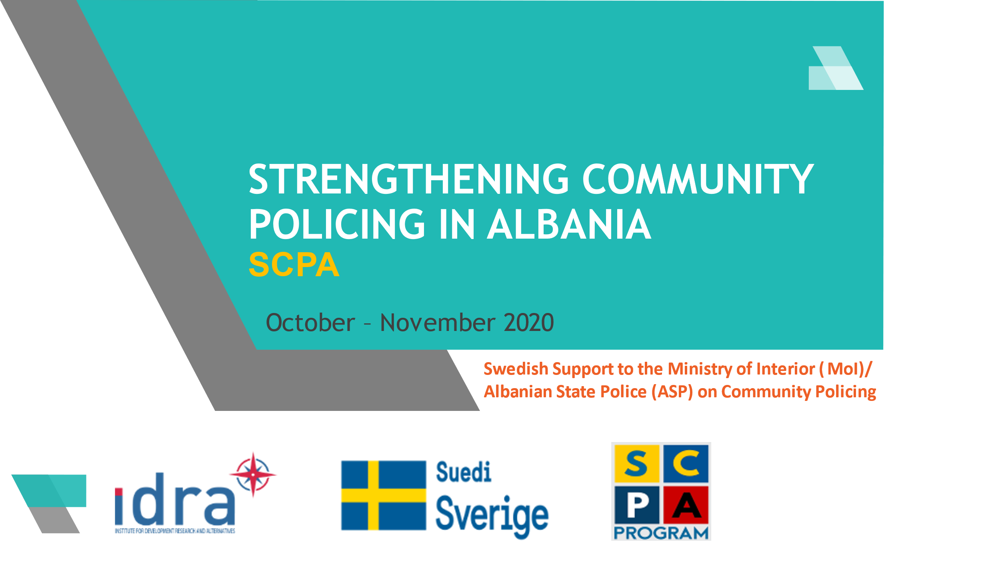 STRENGTHENING COMMUNITY
POLICING IN ALBANIA
SCPA
October - November 2020
Swedish Support to the Ministry of Interior ( MoI)/
Albanian State Police (ASP) on Community Policing
idra
INSTITUTE FOR DEVELOPMENT RESEARCH AND ALTERNATIVES
Suedi
Sverige
S C
P A
PROGRAM